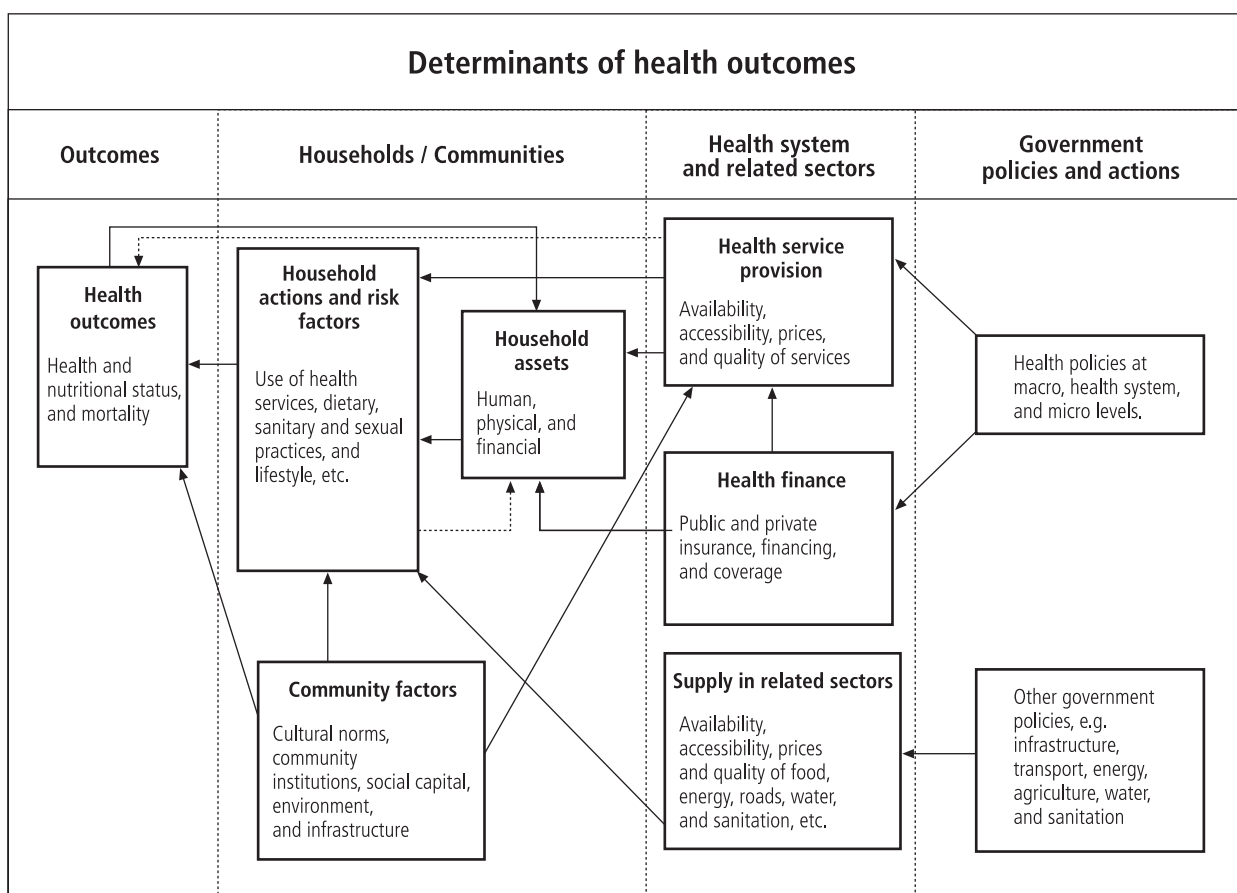 Determinants of health outcomes
Outcomes
Households / Communities
Health system
and related sectors
Government
policies and actions
Health
outcomes
Health and
nutritional status,
and mortality
Household
actions and risk
factors
Use of health
services, dietary,
sanitary and sexual
practices, and
lifestyle, etc.
Household
assets
Human,
physical, and
financial
Health service
provision
Availability,
accessibility, prices,
and quality of services
Health policies at
macro, health system,
and micro levels.
Health finance
Public and private
insurance, financing,
and coverage
Community factors
Cultural norms,
community
institutions, social capital,
environment,
and infrastructure
Supply in related sectors
Availability,
accessibility, prices
and quality of food,
energy, roads, water,
and sanitation, etc.
Other government
policies, e.g.
infrastructure,
transport, energy,
agriculture, water,
and sanitation